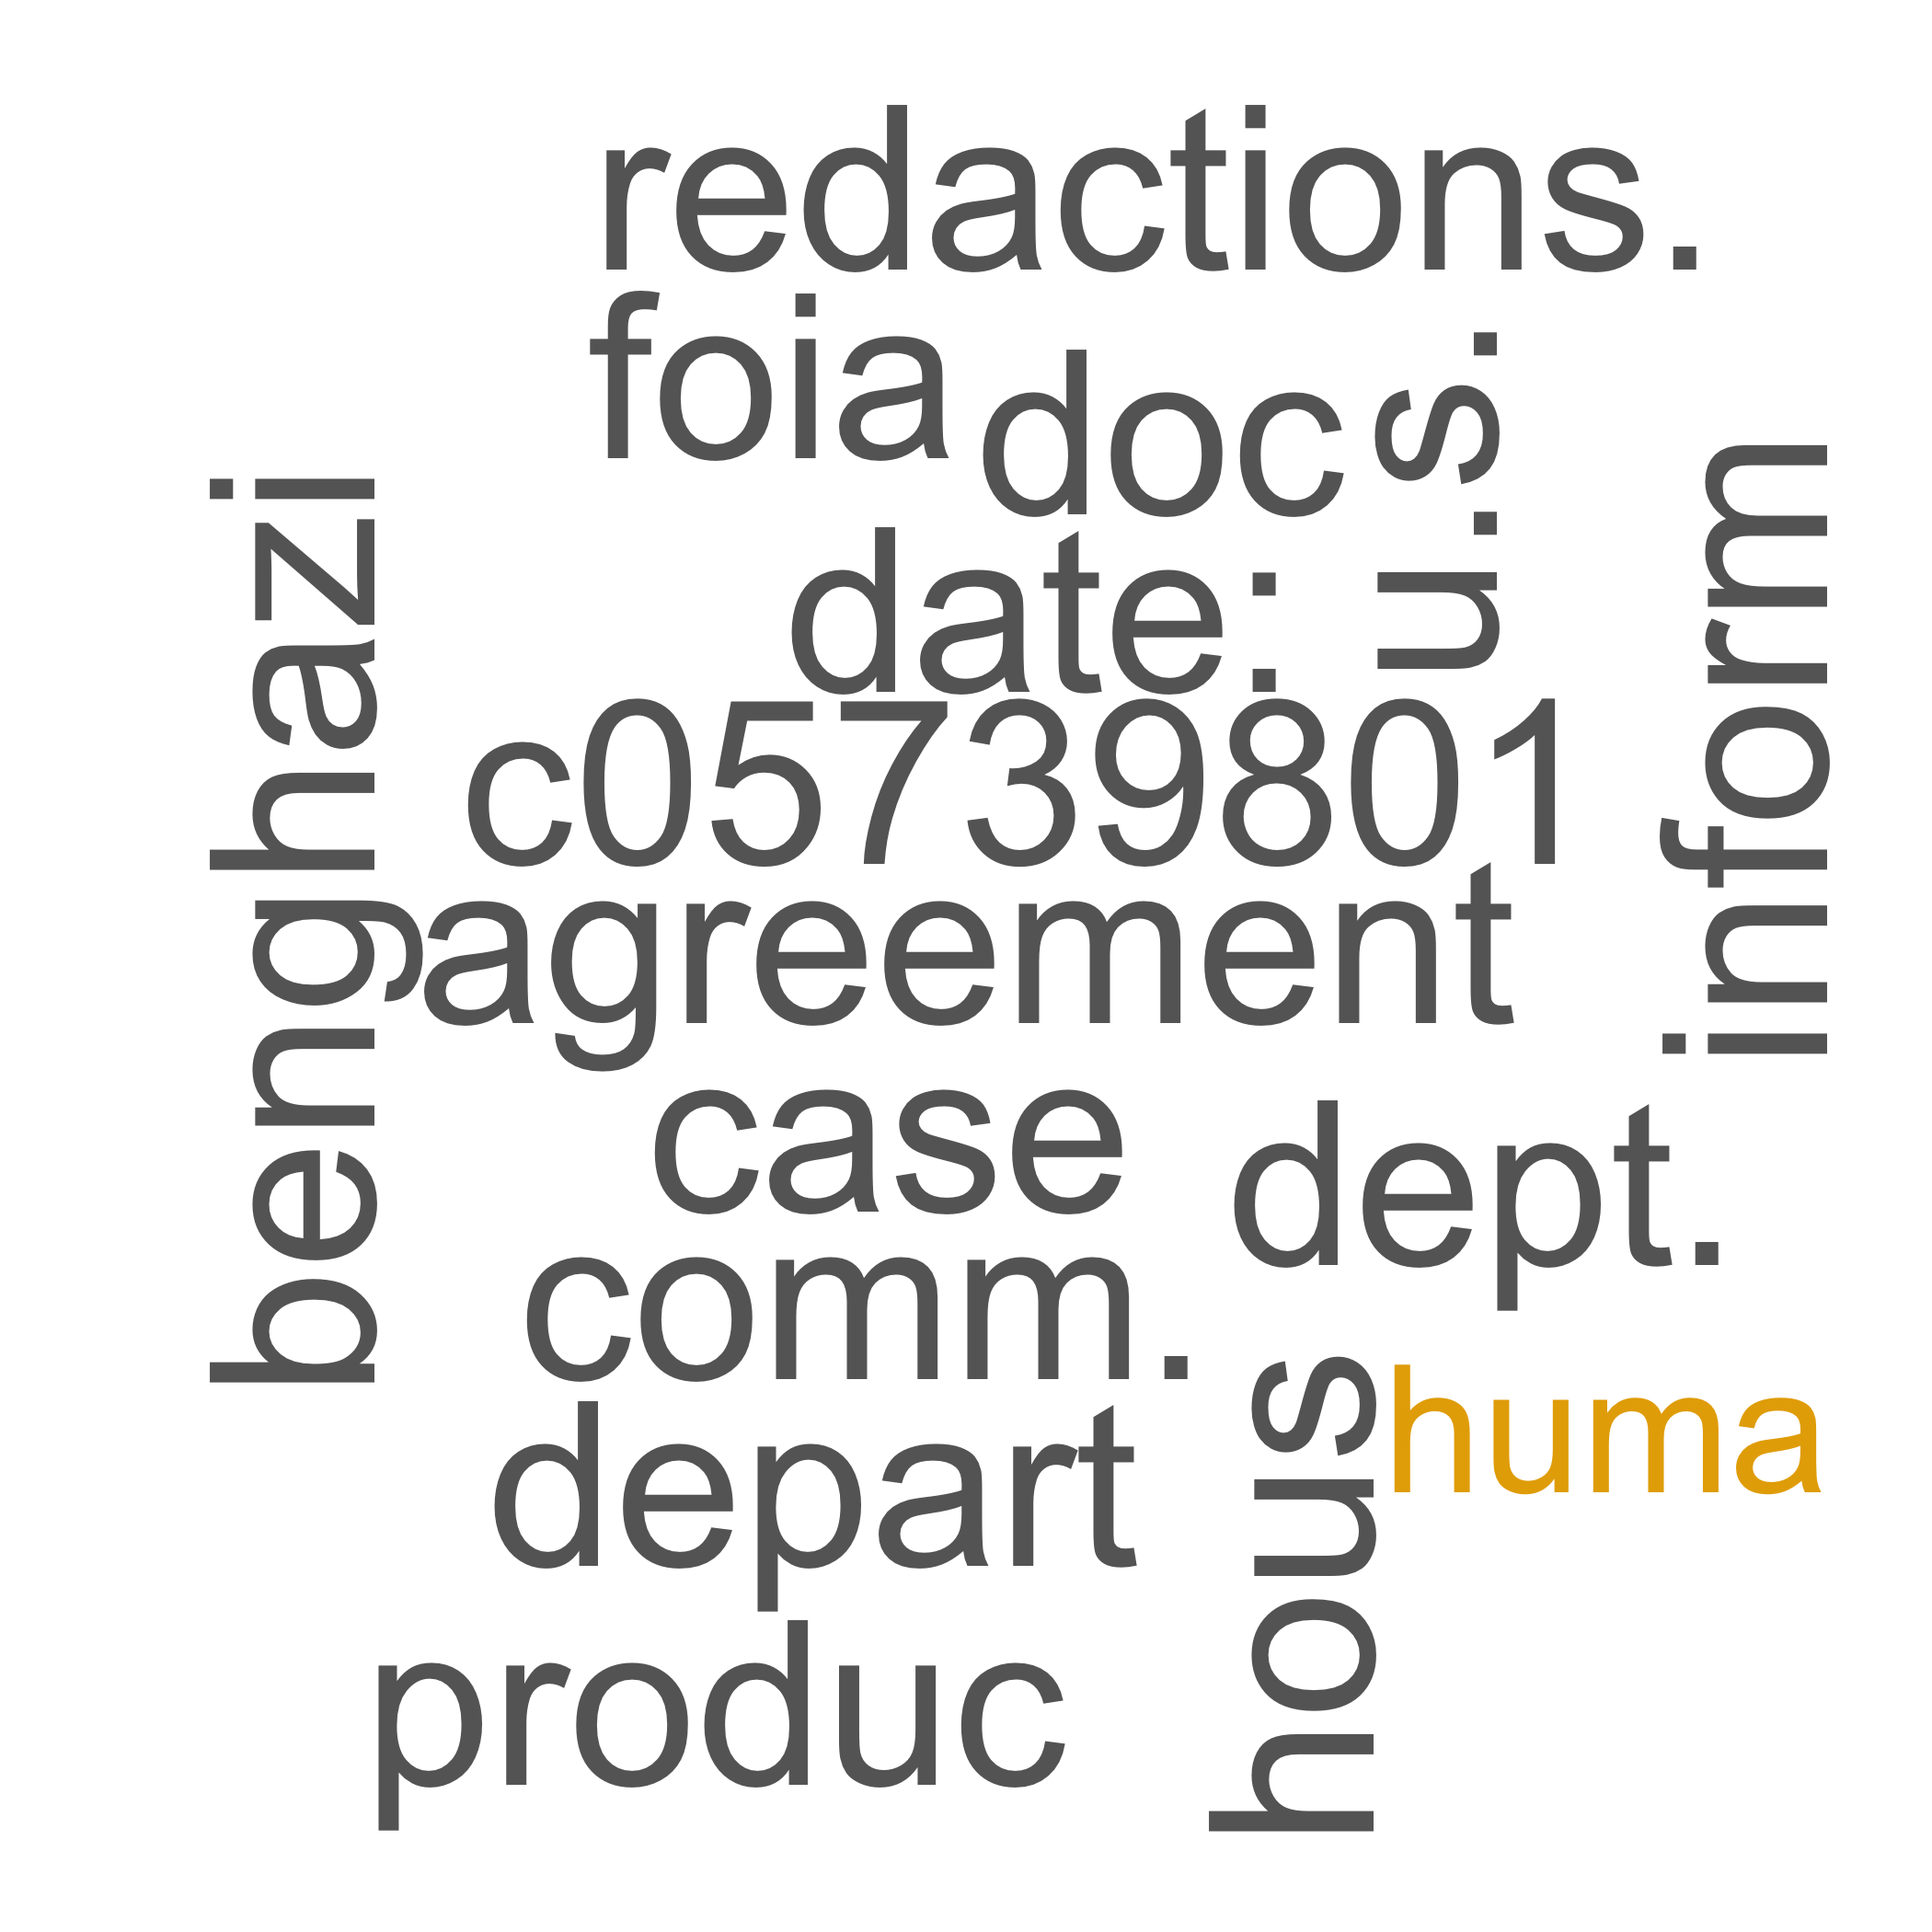 redactions.
foia
doc
u.s.
date:
benghazi
inform
c05739801
agreement
case
dept.
comm.
huma
depart
hous
produc